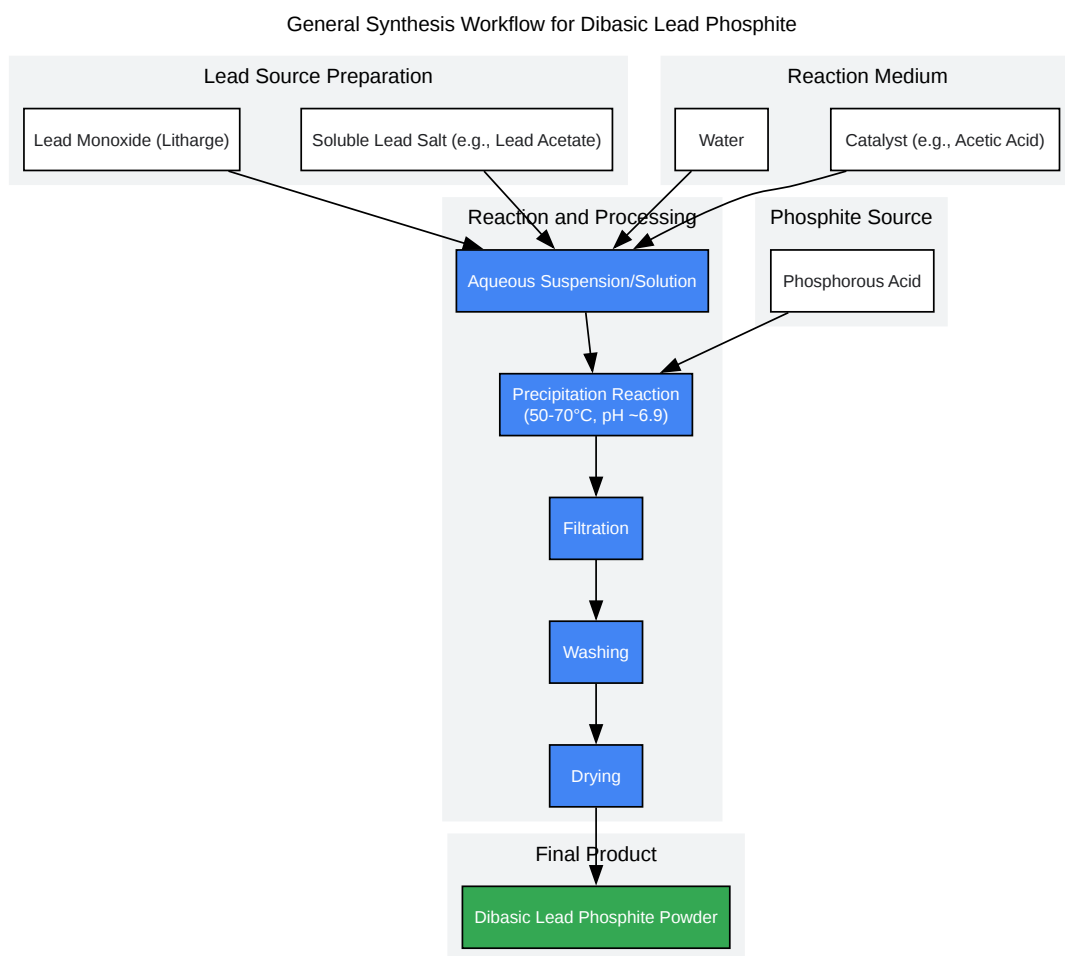 General Synthesis Workflow for Dibasic Lead Phosphite
Lead Source Preparation
Reaction Medium
Lead Monoxide (Litharge)
Soluble Lead Salt (e.g., Lead Acetate)
Water
Catalyst (e.g., Acetic Acid)
Reaction and Processing
Phosphite Source
Aqueous Suspension/Solution
Phosphorous Acid
Precipitation Reaction
(50-70°C, pH ~6.9)
Filtration
Washing
Drying
Final Product
Dibasic Lead Phosphite Powder